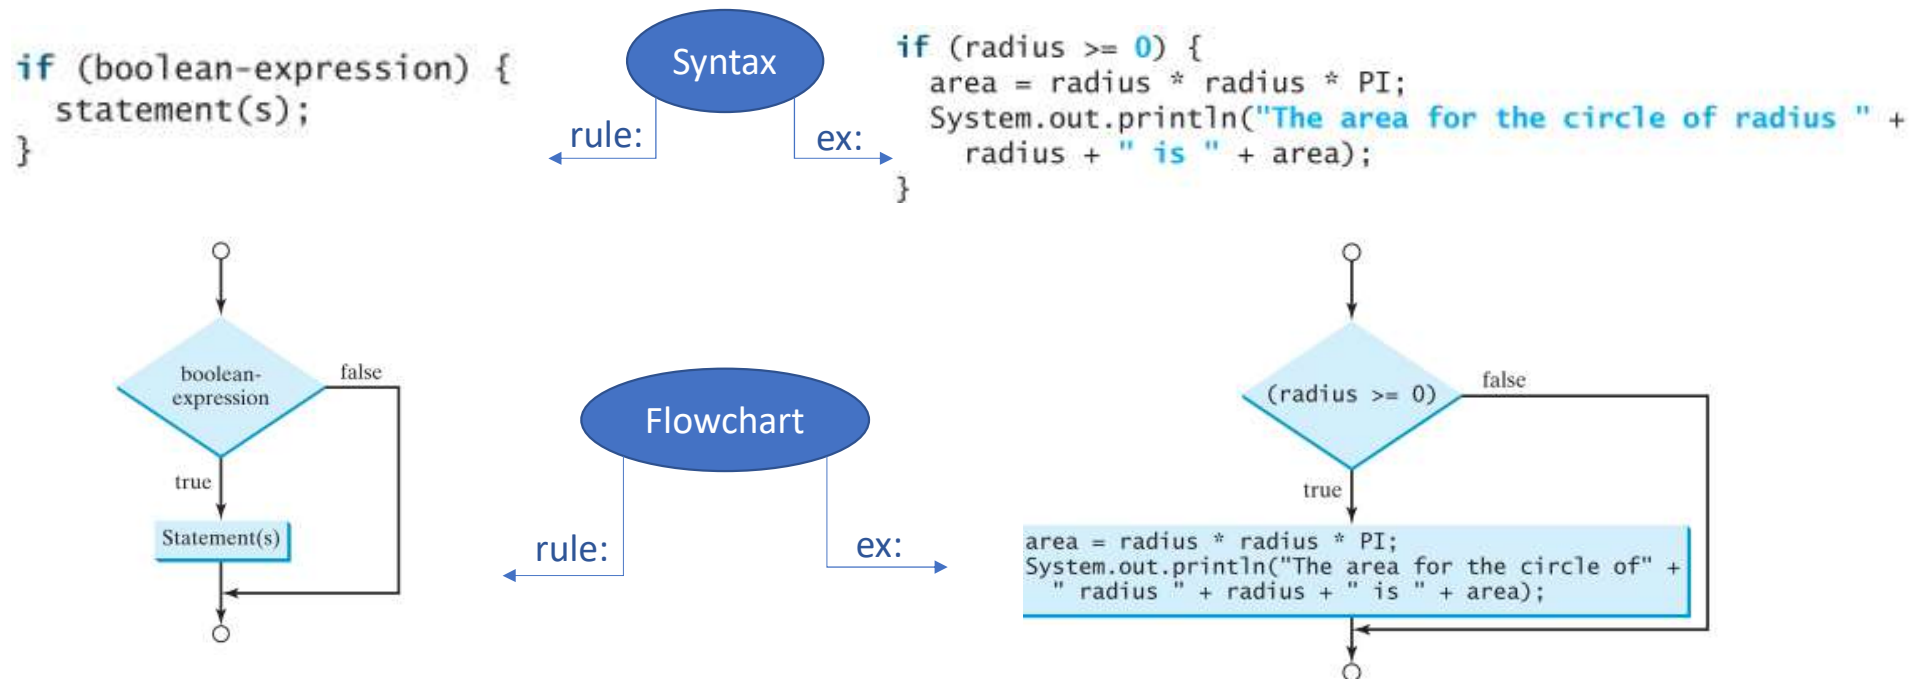 if (boolean-expression) {
  statement(s);
}
Syntax
rule:
ex:
if (radius >= 0) {
  area = radius * radius * PI;
  System.out.println("The area for the circle of radius " +
    radius + " is " + area);
}
boolean-
expression
false
true
Statement(s)
Flowchart
rule:
ex:
(radius >= 0)
false
true
area = radius * radius * PI;
System.out.println("The area for the circle of" +
  " radius " + radius + " is " + area);